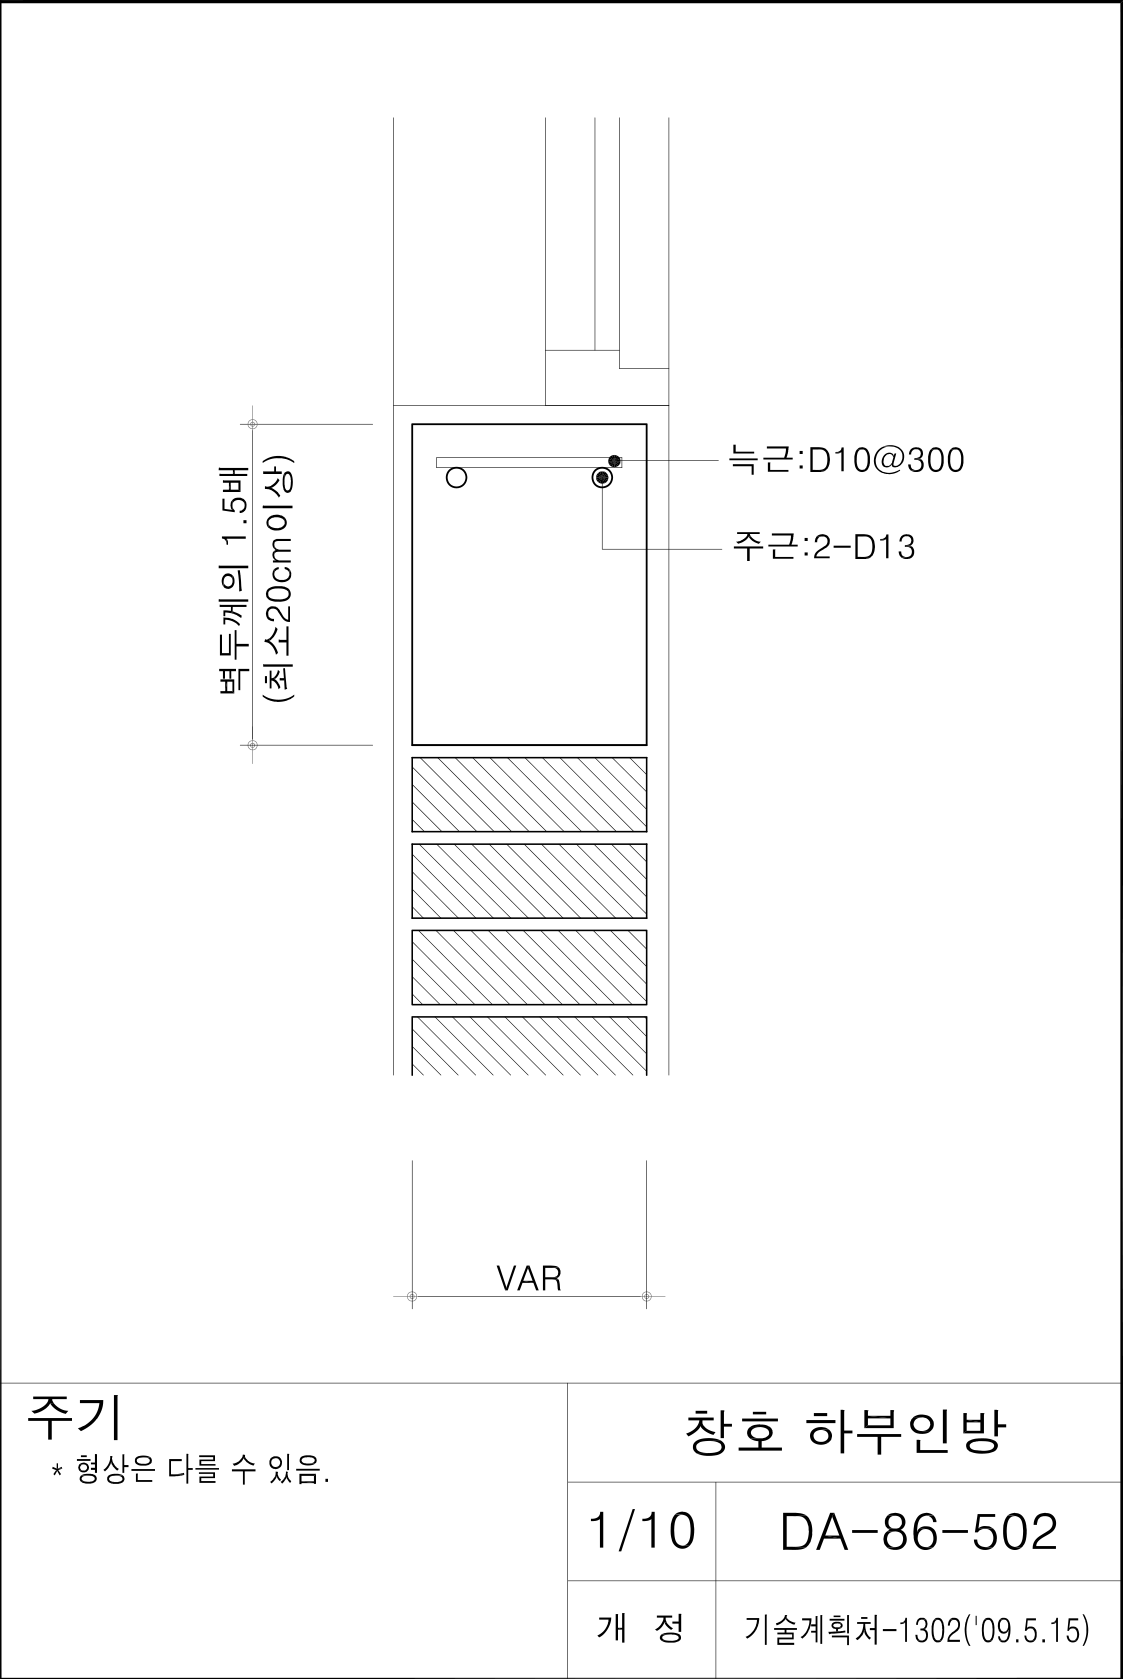 늑근:D10@300
벽두께의 1.5배
(최소20cm이상)
주근:2-D13
VAR
주기
* 형상은 다를 수 있음.
창호 하부인방
1/10
DA-86-502
개 정
기술계획처-1302('09.5.15)